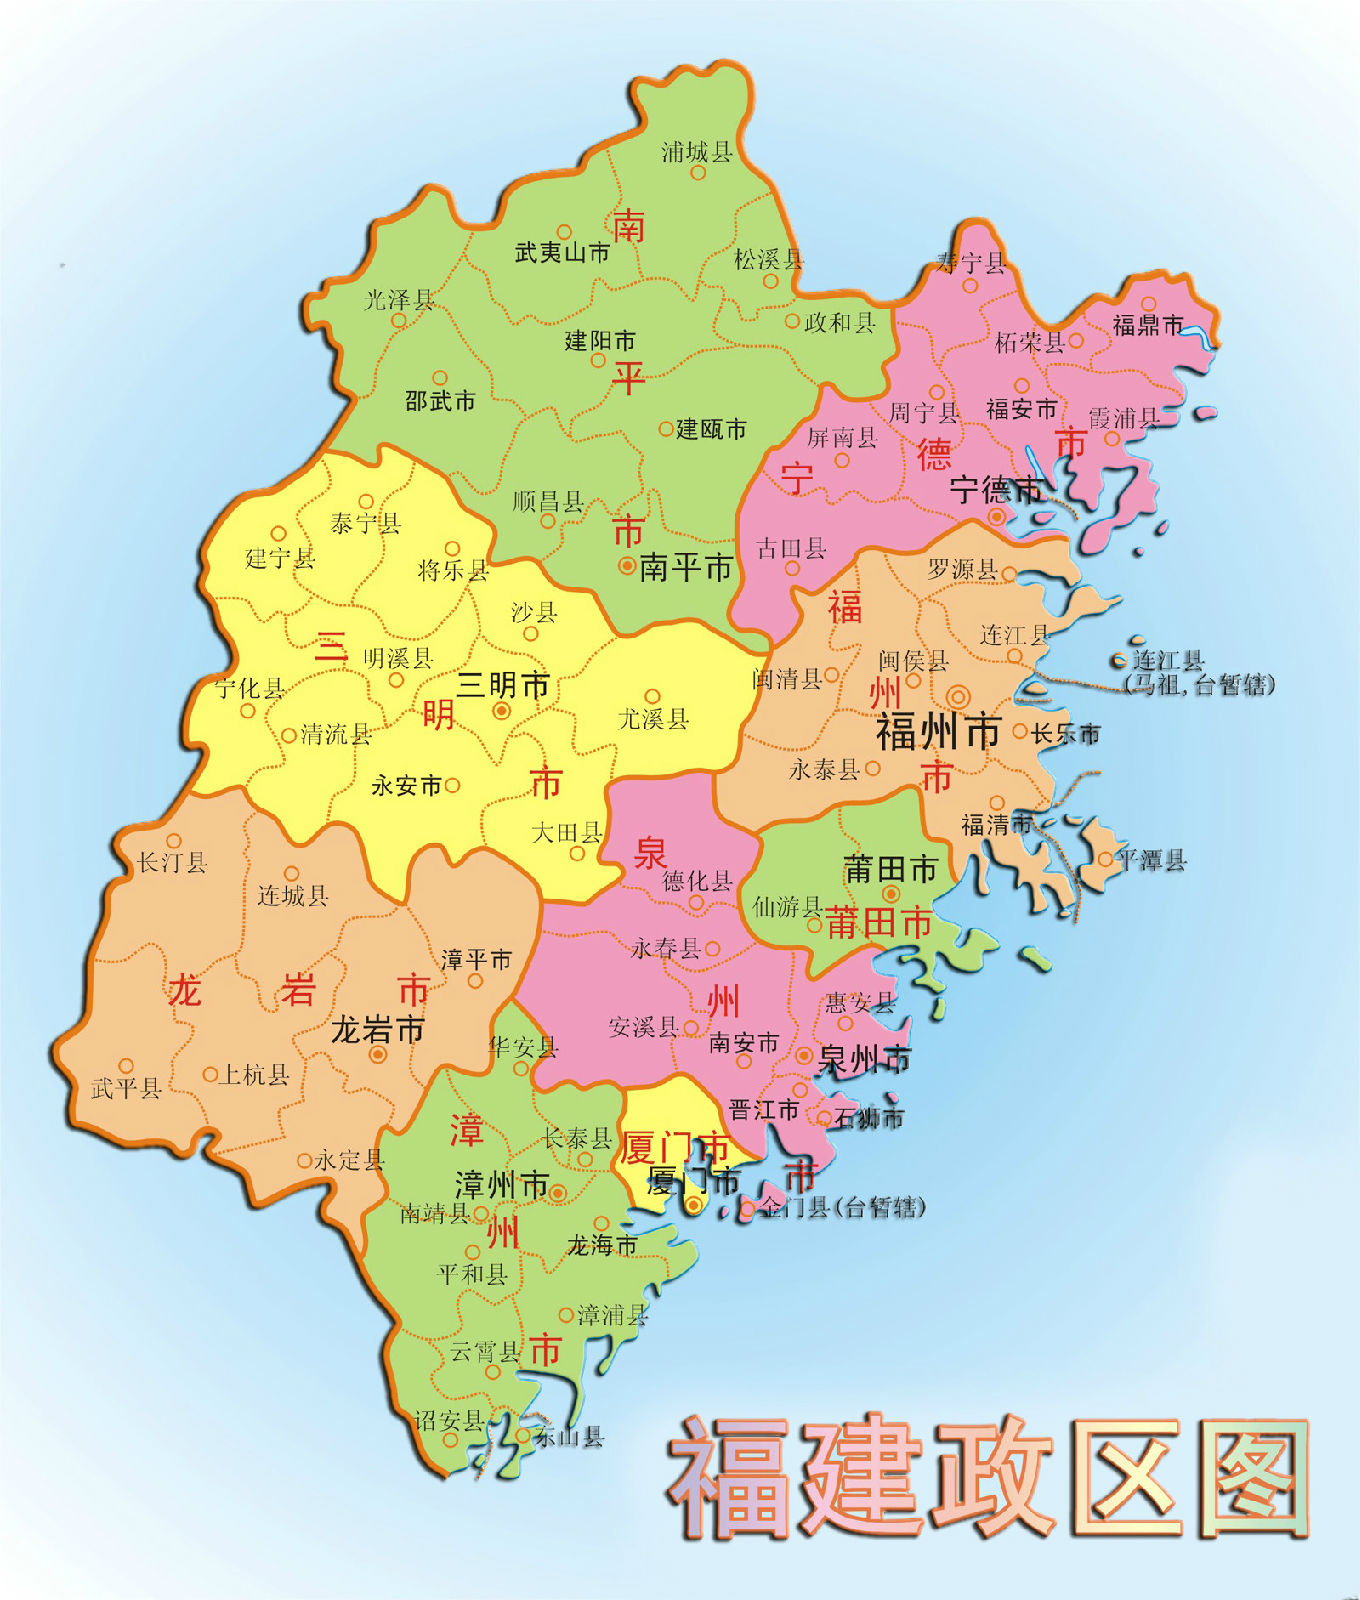 浦城县
南
武夷山市
松溪县
寿宁县
光泽县
政和县
福鼎市
建阳市
柘荣县
平
邵武市
周宁县
福安市
霞浦县
建瓯市
屏南县
德
市
宁
宁德市
顺昌县
泰宁县
市
古田县
建宁县
将乐县
南平市
罗源县
沙县
福
三
明溪县
连江县
闽侯县
连江县
(马祖,台暂辖)
宁化县
三明市
闽清县
州
明
尤溪县
清流县
福州市
长乐市
永安市
市
永泰县
市
大田县
福清市
长汀县
泉
平潭县
连城县
德化县
莆田市
仙游县
莆田市
漳平市
永春县
龙
岩
市
州
惠安县
龙岩市
安溪县
南安市
华安县
泉州市
武平县
上杭县
晋江市
石狮市
漳
长泰县
厦门市
永定县
漳州市
厦门市
市
南靖县
金门县(台暂辖)
州
龙海市
平和县
漳浦县
云霄县
市
诏安县
东山县
福建政区图